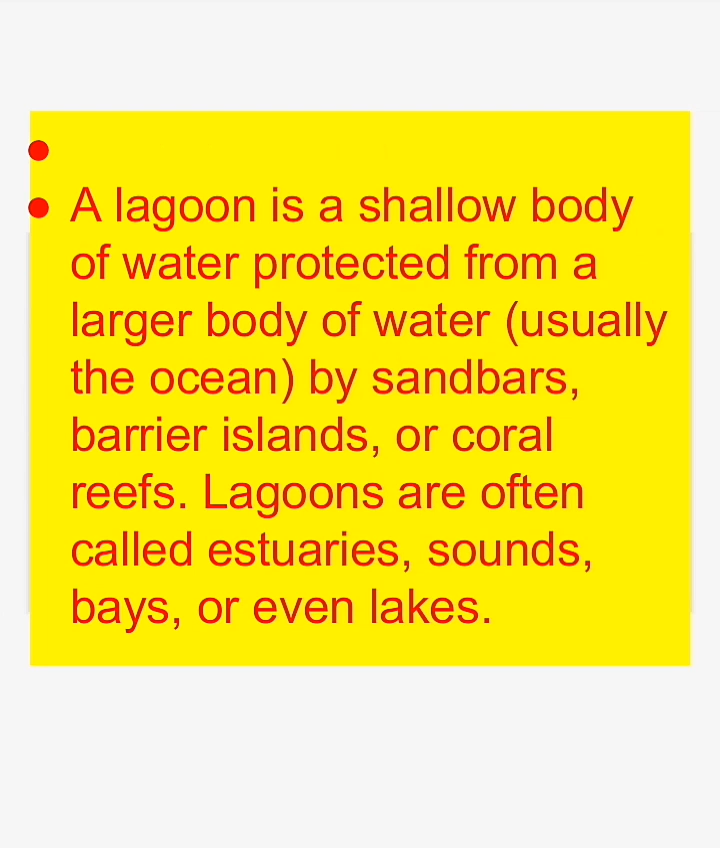 •
• A lagoon is a shallow body
of water protected from a
larger body of water (usually
the ocean) by sandbars,
barrier islands, or coral
reefs. Lagoons are often
called estuaries, sounds,
bays, or even lakes.